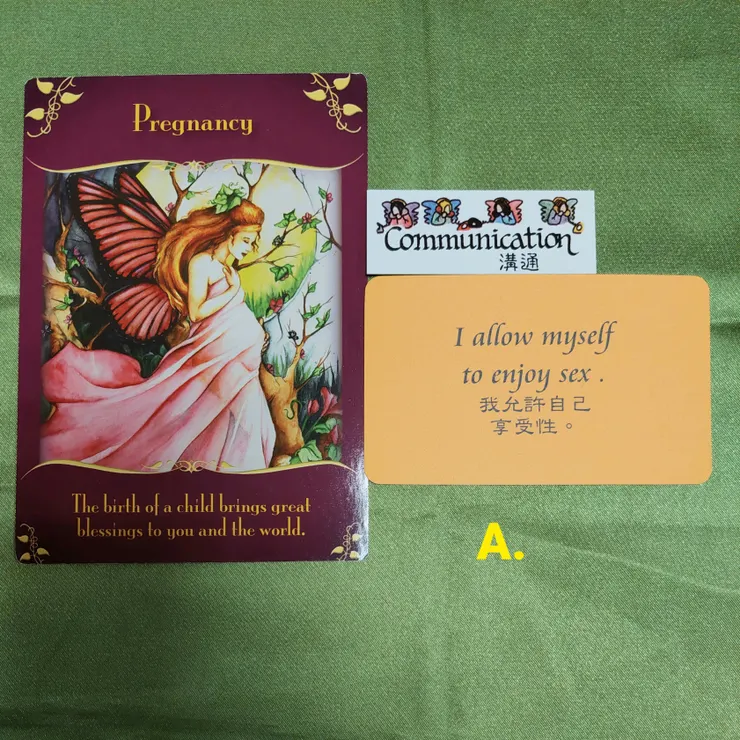 Pregnancy
The birth of a child brings great
blessings to you and the world.
Communication
溝通
I allow myself
to enjoy sex .
我允許自己
享受性。
A.